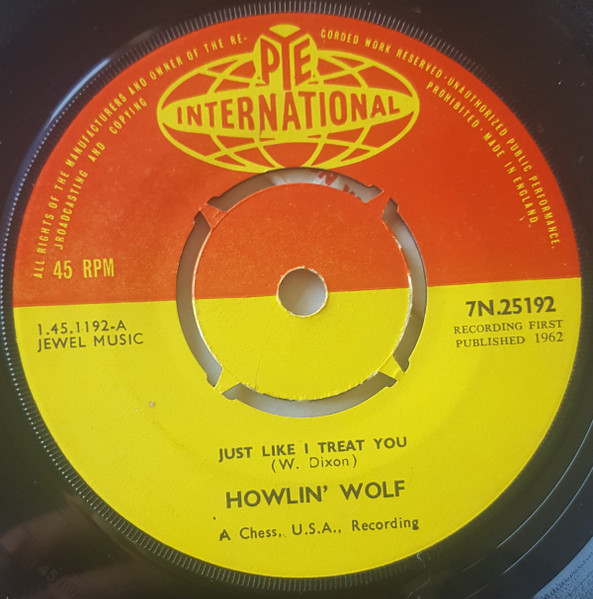 ALL RIGHTS OF THE MANUFACTURERS AND OWNER OF THE RE-
CORDED WORK RESERVED·UNAUTHORIZED PUBLIC PERFORMANCE,
BROADCASTING AND COPYING
PROHIBITED·MADE IN ENGLAND
PYE
INTERNATIONAL
45 RPM
1.45.1192-A
JEWEL MUSIC
7N.25192
RECORDING FIRST
PUBLISHED 1962
JUST LIKE I TREAT YOU
(W. Dixon)
HOWLIN' WOLF
A Chess, U.S.A., Recording